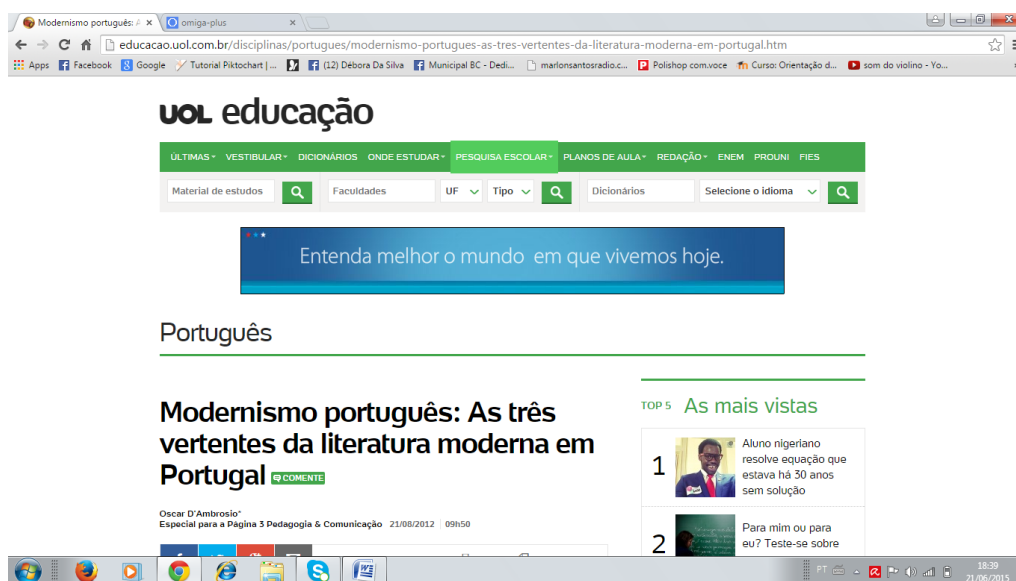 Modernismo português: A
omiga-plus
educacao.uol.com.br/disciplinas/portugues/modernismo-portugues-as-tres-vertentes-da-literatura-moderna-em-portugal.htm
Apps Facebook Google Tutorial Piktochart | ... (12) Débora Da Silva Municipal BC - Dedi... marlonsantosradio.c... Polishop com.voce Curso: Orientação d... som do violino - Yo...
UOL educação
ÚLTIMAS VESTIBULAR DICIONÁRIOS ONDE ESTUDAR PESQUISA ESCOLAR PLANOS DE AULA REDAÇÃO ENEM PROUNI FIES
Material de estudos Faculdades UF Tipo Dicionários Selecione o idioma
Entenda melhor o mundo em que vivemos hoje.
Português
Modernismo português: As três
vertentes da literatura moderna em
Portugal COMENTE
Oscar D'Ambrosio*
Especial para a Página 3 Pedagogia & Comunicação 21/08/2012 09h50
TOP 5 As mais vistas
1
Aluno nigeriano
resolve equação que
estava há 30 anos
sem solução
2
Para mim ou para
eu? Teste-se sobre
PT
18:39
21/06/2015